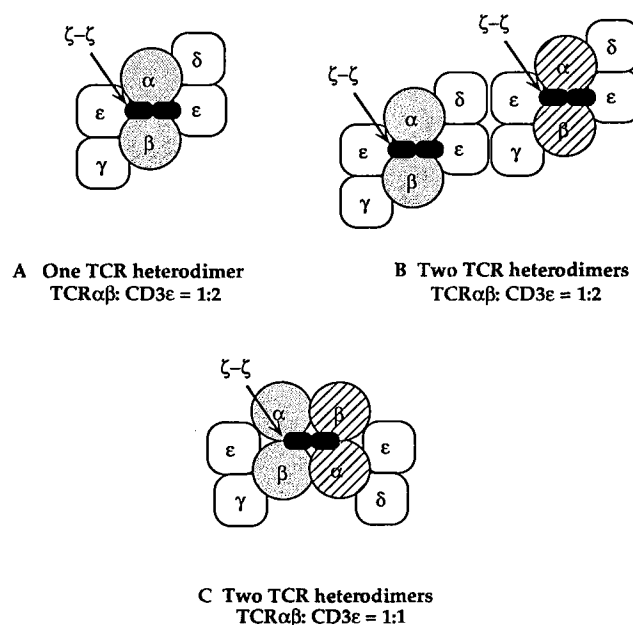 ζ–ζ
δ
α
ε
ε
β
γ
A One TCR heterodimer
TCRαβ: CD3ε = 1:2
ζ–ζ
α
ζ–ζ
δ
ε
ε
α
β
ε
ε
γ
β
γ
B Two TCR heterodimers
TCRαβ: CD3ε = 1:2
ζ–ζ
α
β
ε
ε
β
α
γ
δ
C Two TCR heterodimers
TCRαβ: CD3ε = 1:1